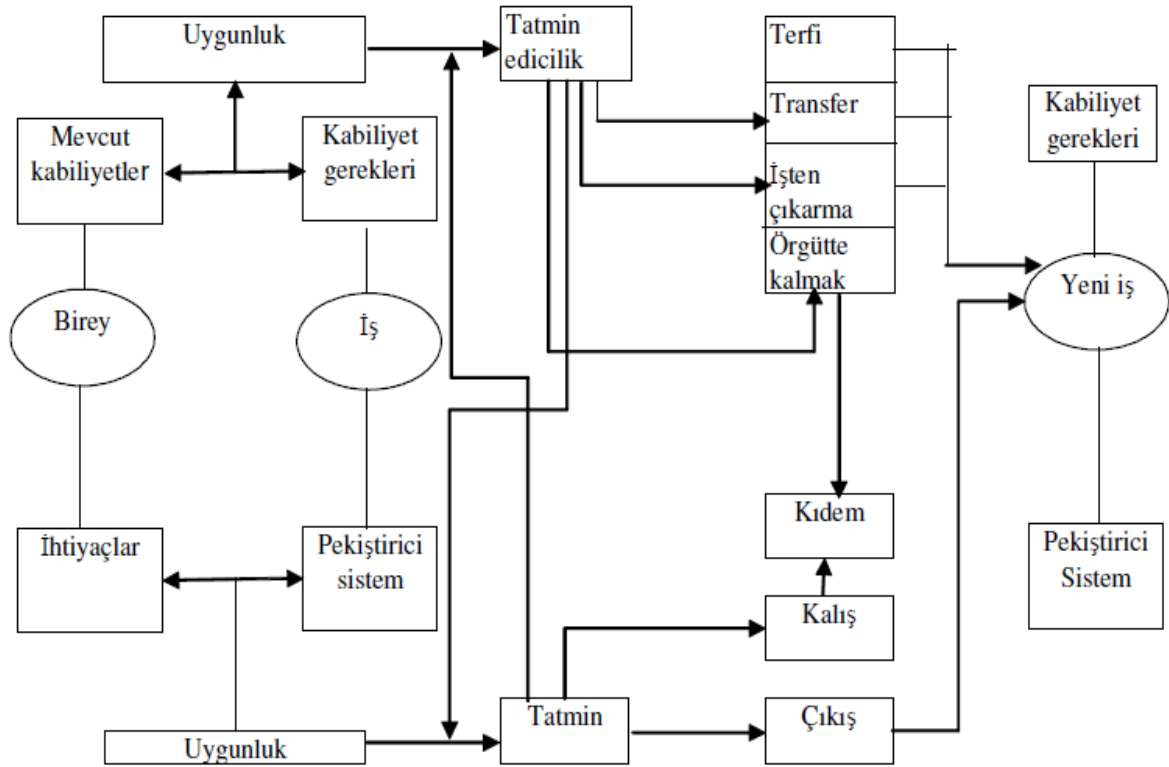 Uygunluk
Tatmin
edicilik
Terfi
Transfer
İşten
çıkarma
Örgütte
kalmak
Kabiliyet
gerekleri
Mevcut
kabiliyetler
Kabiliyet
gerekleri
Birey
İş
Yeni iş
İhtiyaçlar
Pekiştirici
sistem
Kıdem
Kalış
Pekiştirici
Sistem
Uygunluk
Tatmin
Çıkış